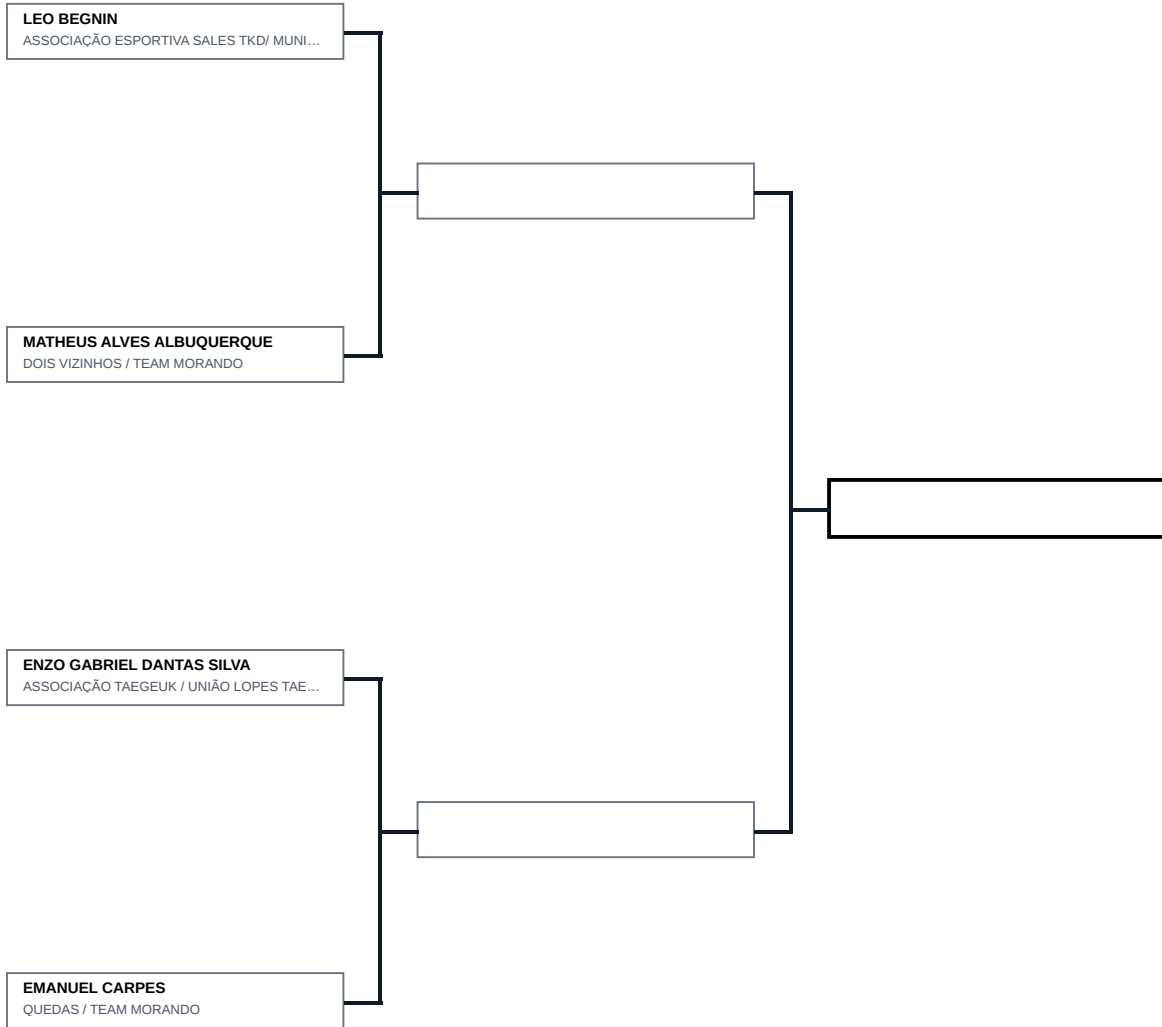 LEO BEGNIN
ASSOCIAÇÃO ESPORTIVA SALES TKD/ MUNI...
MATHEUS ALVES ALBUQUERQUE
DOIS VIZINHOS / TEAM MORANDO
ENZO GABRIEL DANTAS SILVA
ASSOCIAÇÃO TAEGEUK / UNIÃO LOPES TAE...
EMANUEL CARPES
QUEDAS / TEAM MORANDO